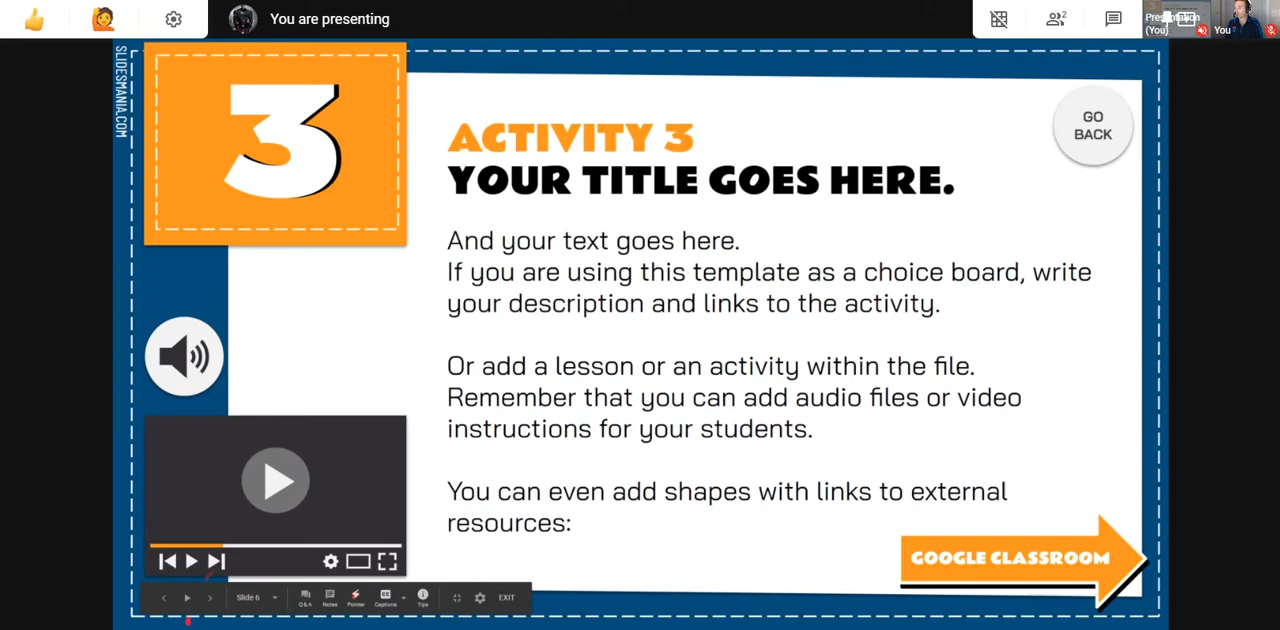 You are presenting
2
Presentation
(You)
You
SLIDESMANIA.COM
3
ACTIVITY 3
YOUR TITLE GOES HERE.
GO
BACK
And your text goes here.
If you are using this template as a choice board, write
your description and links to the activity.
Or add a lesson or an activity within the file.
Remember that you can add audio files or video
instructions for your students.
You can even add shapes with links to external
resources:
GOOGLE CLASSROOM
Slide 6
Q&A
Notes
Pointer
Captions
Tips
EXIT